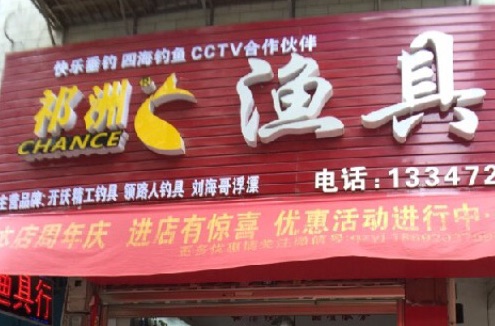 快乐垂钓 四海钓鱼 CCTV合作伙伴
祁洲 渔具
CHANCE
主营品牌: 开沃精工钓具 领路人钓具 刘海哥浮漂
电话: 133472
本店周年庆 进店有惊喜 优惠活动进行中
渔具行